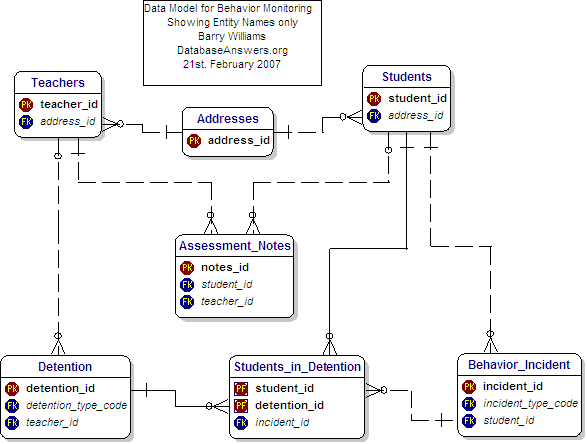 Data Model for Behavior Monitoring
Showing Entity Names only
Barry Williams
DatabaseAnswers.org
21st. February 2007
Teachers
PK teacher_id
FK address_id
Addresses
PK address_id
Students
PK student_id
FK address_id
Assessment_Notes
PK notes_id
FK student_id
FK teacher_id
Detention
PK detention_id
FK detention_type_code
FK teacher_id
Students_in_Detention
PF student_id
PF detention_id
FK incident_id
Behavior_Incident
PK incident_id
FK incident_type_code
FK student_id